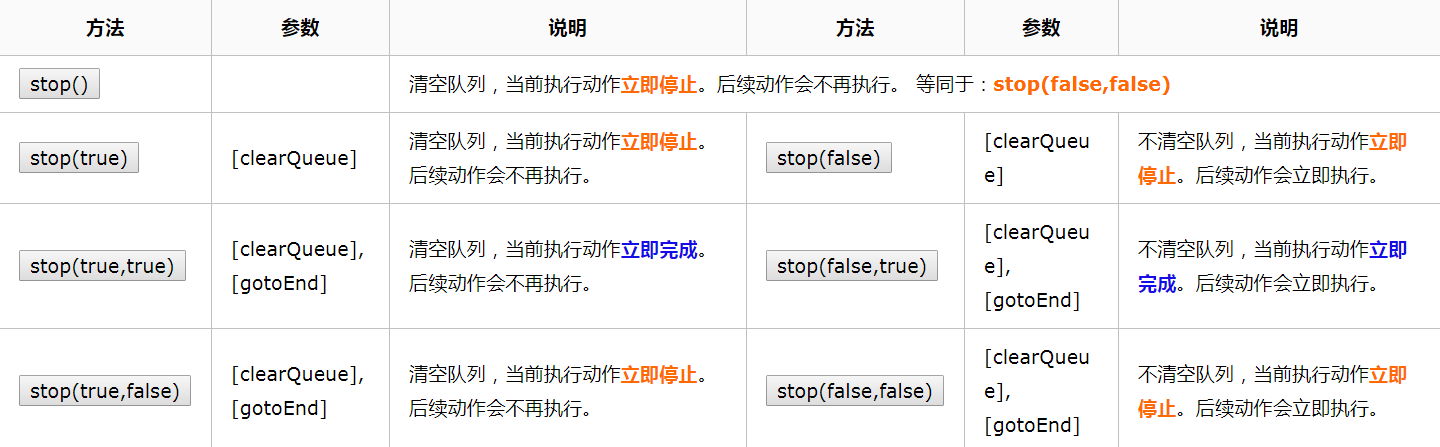 方法 参数 说明 方法 参数 说明
stop() 清空队列，当前执行动作立即停止。后续动作会不再执行。 等同于：stop(false,false)
stop(true)
[clearQueue]
清空队列，当前执行动作立即停止。
后续动作会不再执行。
stop(false)
[clearQueu
e]
不清空队列，当前执行动作立即
停止。后续动作会立即执行。
stop(true,true)
[clearQueue],
[gotoEnd]
清空队列，当前执行动作立即完成。
后续动作会不再执行。
stop(false,true)
[clearQueu
e],
[gotoEnd]
不清空队列，当前执行动作立即
完成。后续动作会立即执行。
stop(true,false)
[clearQueue],
[gotoEnd]
清空队列，当前执行动作立即停止。
后续动作会不再执行。
stop(false,false)
[clearQueu
e],
[gotoEnd]
不清空队列，当前执行动作立即
停止。后续动作会立即执行。